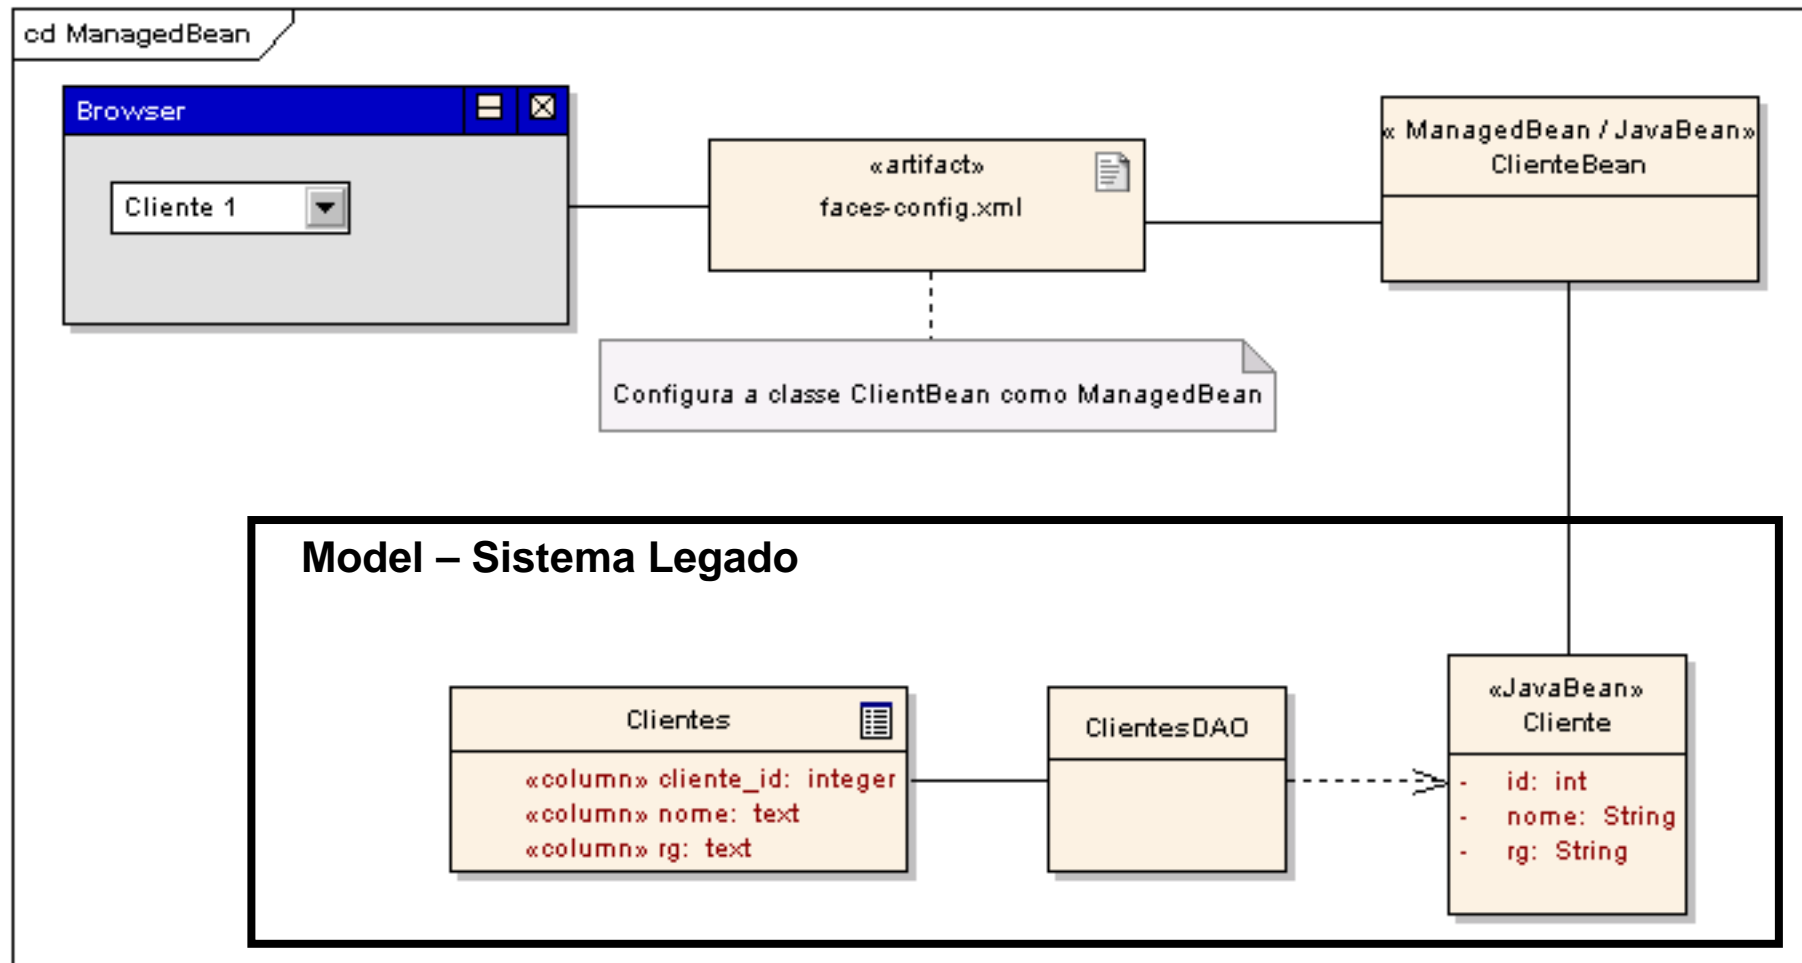 cd ManagedBean
Browser
Cliente 1
«artifact»
faces-config.xml
« ManagedBean / JavaBean»
ClienteBean
Configura a classe ClientBean como ManagedBean
Model – Sistema Legado
Clientes
«column» cliente_id: integer
«column» nome: text
«column» rg: text
ClientesDAO
«JavaBean»
Cliente
- id: int
- nome: String
- rg: String